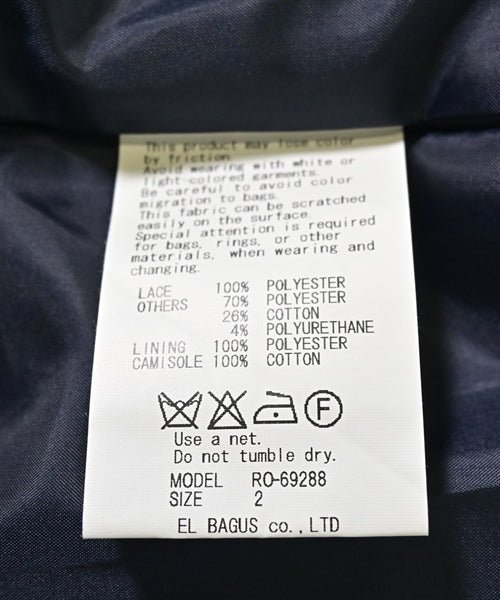 This product may lose color
by friction.
Avoid wearing with white or
light-colored garments.
Be careful to avoid color
migration to bags.
This fabric can be scratched
easily on the surface.
Special attention is required
for bags, rings, or other
materials, when wearing and
changing.
LACE 100% POLYESTER
OTHERS 70% POLYESTER
26% COTTON
4% POLYURETHANE
LINING 100% POLYESTER
CAMISOLE 100% COTTON
F
Use a net.
Do not tumble dry.
MODEL RO-69288
SIZE 2
EL BAGUS co.,LTD